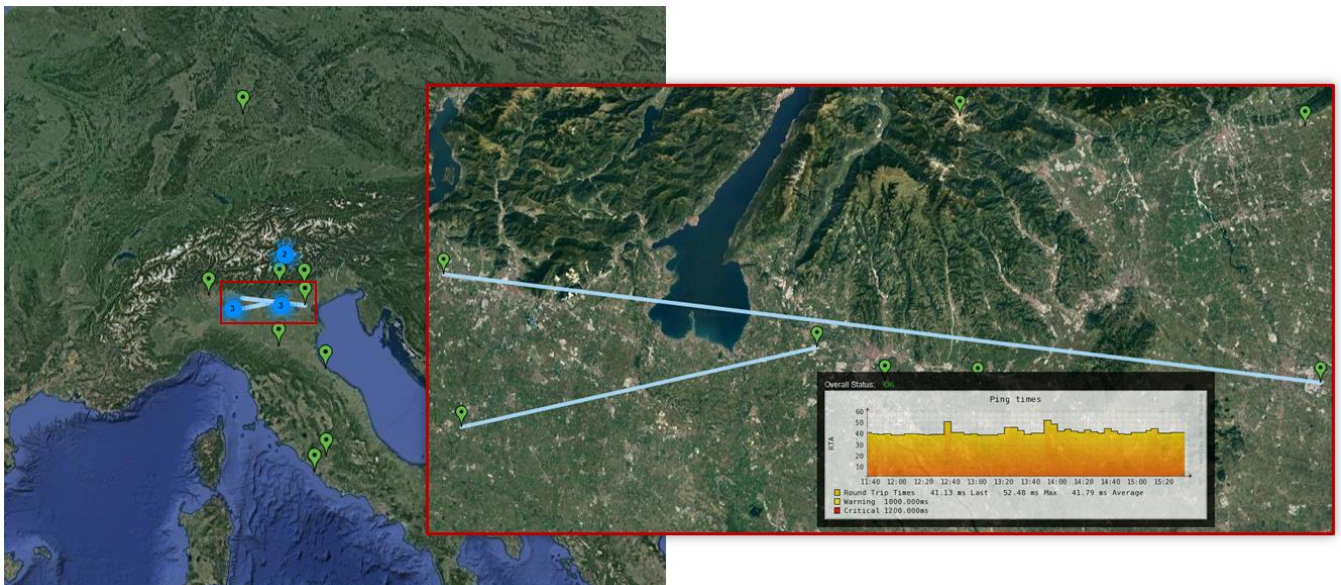 2
3
3
Overall Status: OK
Ping times
60
50
40
30
20
10
RTA
11:40 12:00 12:20 12:40 13:00 13:20 13:40 14:00 14:20 14:40 15:00 15:20
Round Trip Times 41.13 ms Last 52.48 ms Max 41.79 ms Average
Warning 1000.000ms
Critical 1200.000ms